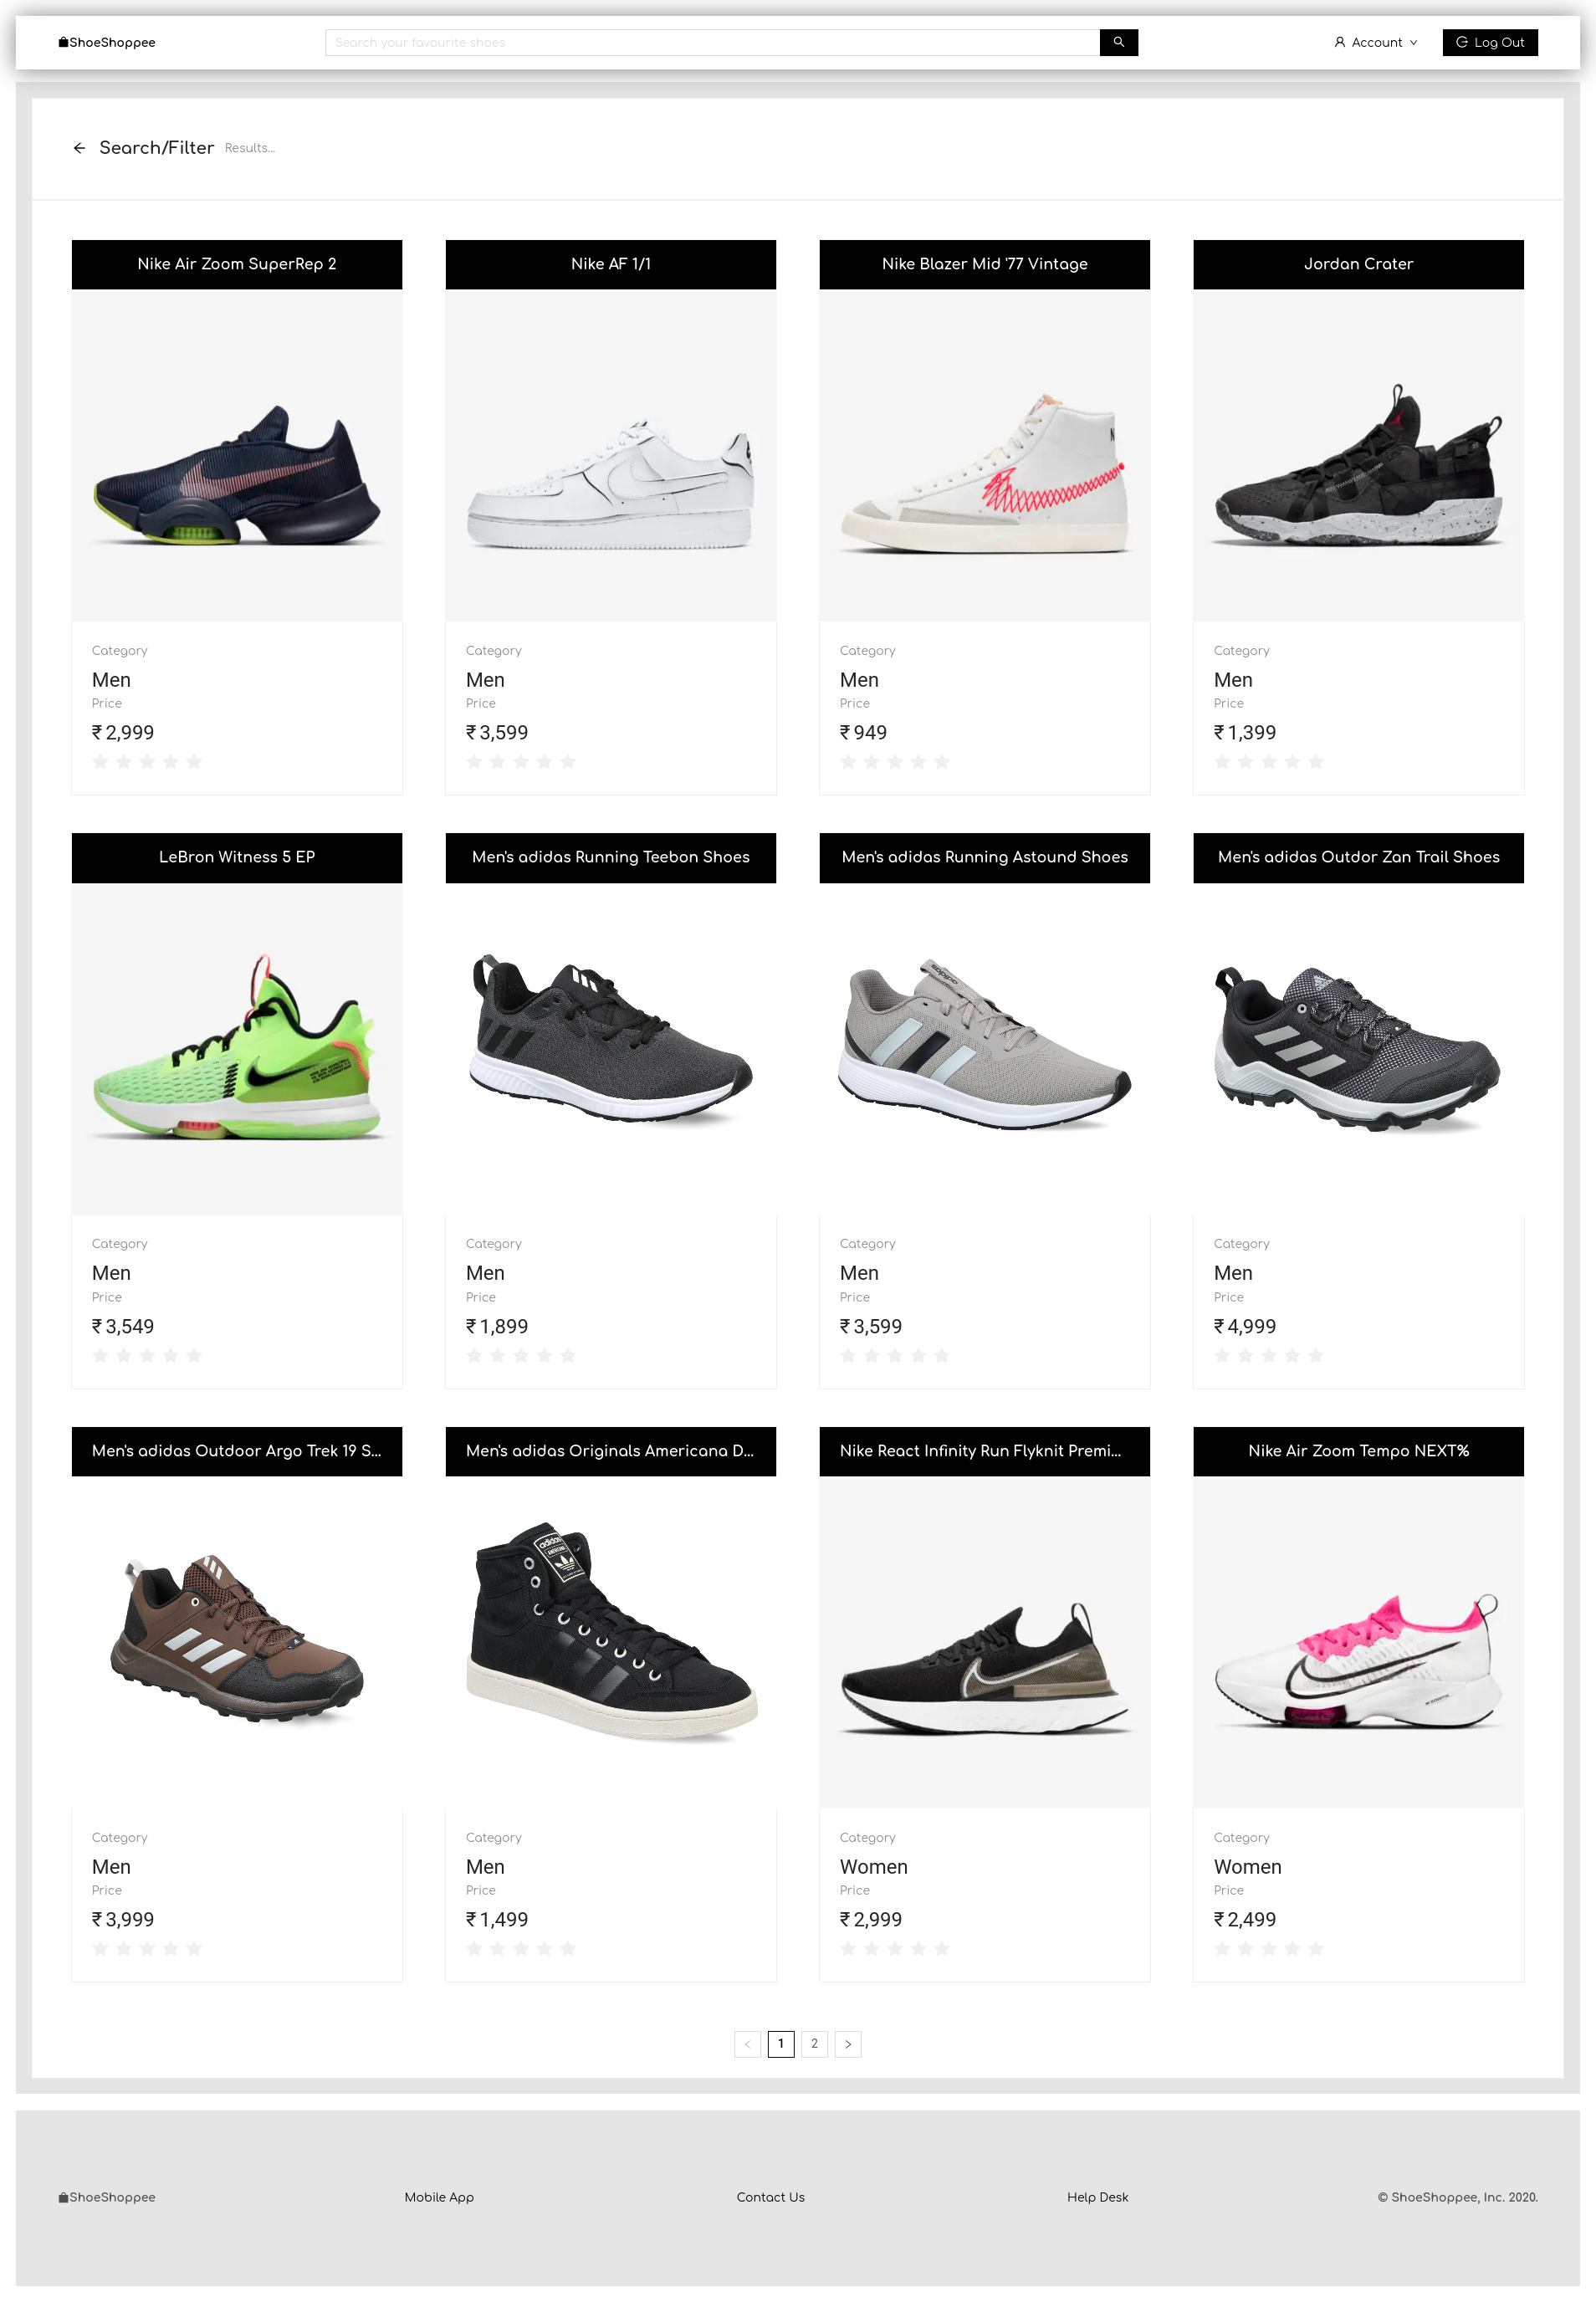 ShoeShoppee
Search your favourite shoes
Account
Log Out
Search/Filter Results...
Nike Air Zoom SuperRep 2
Nike AF 1/1
Nike Blazer Mid '77 Vintage
Jordan Crater
Category
Category
Category
Category
Men
Men
Men
Men
Price
Price
Price
Price
₹ 2,999
₹ 3,599
₹ 949
₹ 1,399
LeBron Witness 5 EP
Men's adidas Running Teebon Shoes
Men's adidas Running Astound Shoes
Men's adidas Outdor Zan Trail Shoes
Category
Category
Category
Category
Men
Men
Men
Men
Price
Price
Price
Price
₹ 3,549
₹ 1,899
₹ 3,599
₹ 4,999
Men's adidas Outdoor Argo Trek 19 S...
Men's adidas Originals Americana D...
Nike React Infinity Run Flyknit Premi...
Nike Air Zoom Tempo NEXT%
adidas
Category
Category
Category
Category
Men
Men
Women
Women
Price
Price
Price
Price
₹ 3,999
₹ 1,499
₹ 2,999
₹ 2,499
1
2
ShoeShoppee
Mobile App
Contact Us
Help Desk
© ShoeShoppee, Inc. 2020.